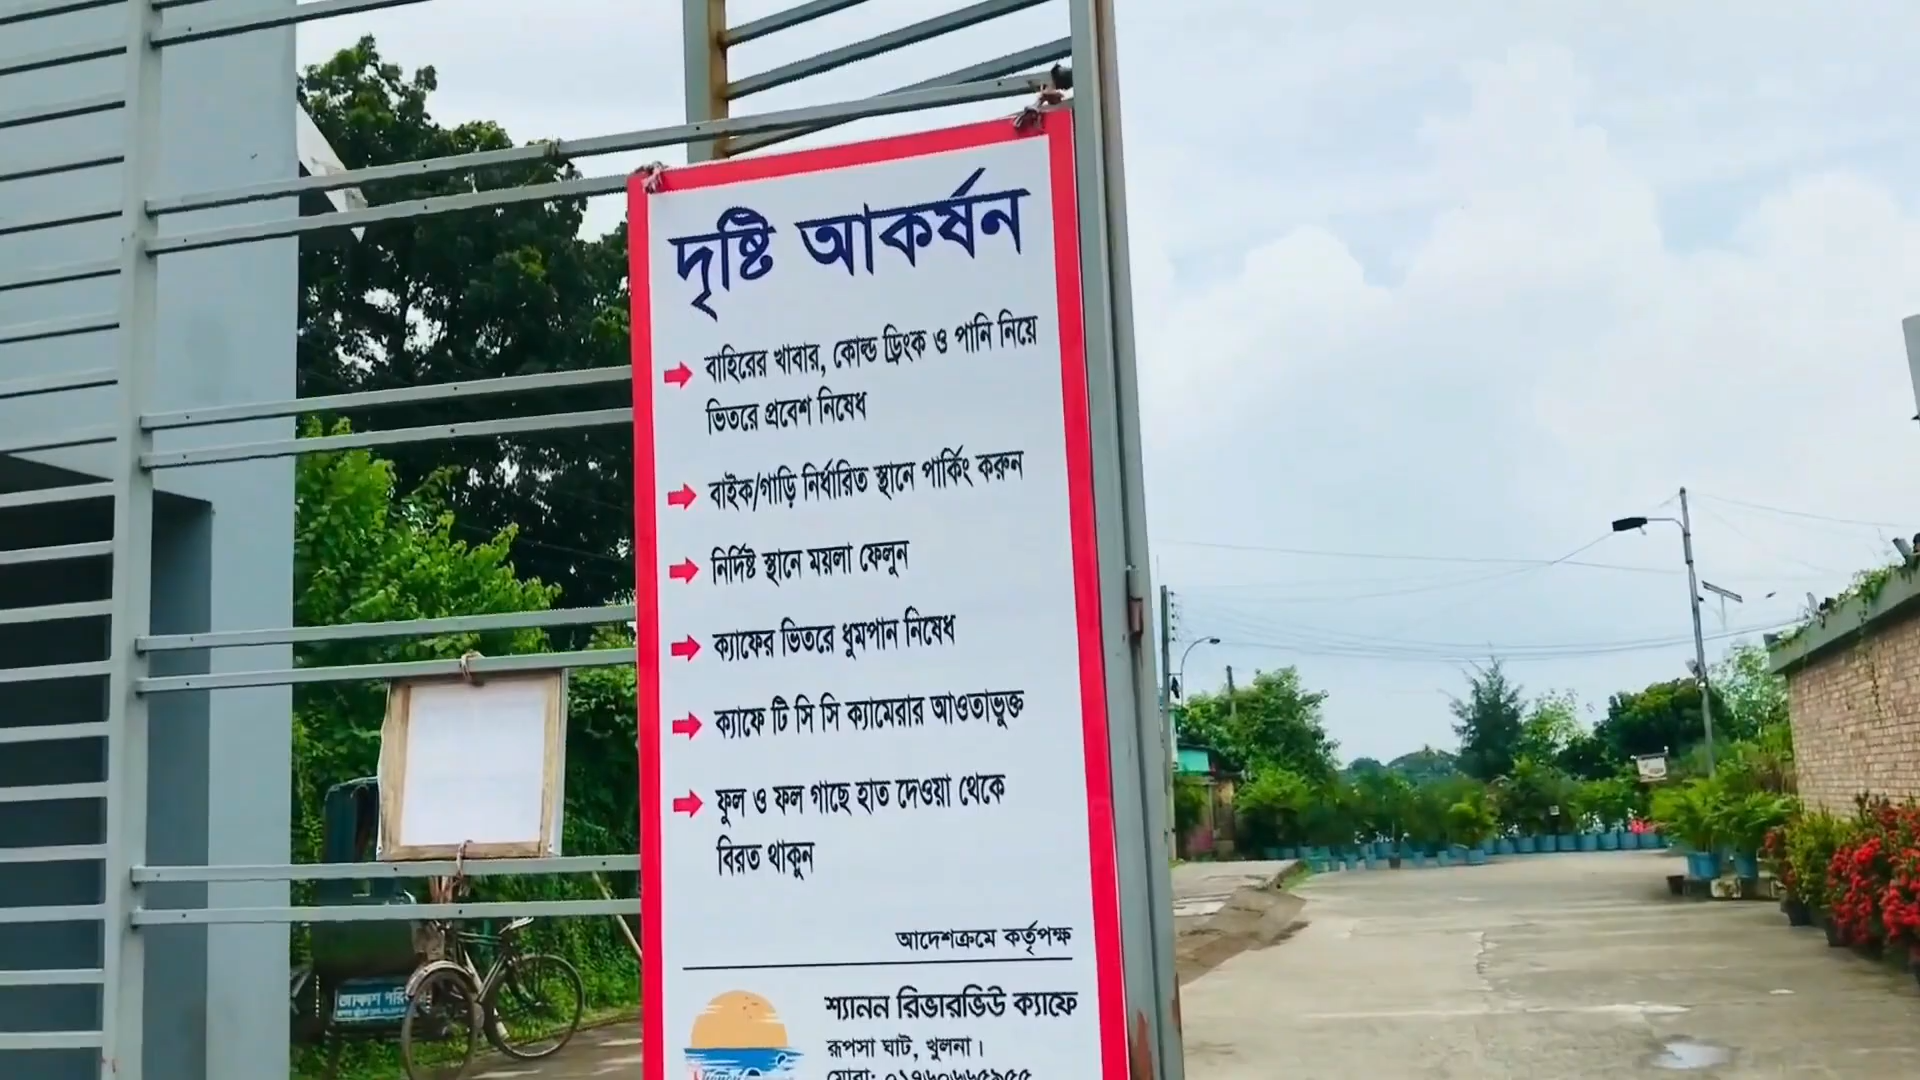 দৃষ্টি আকর্ষন
বাহিরের খাবার, কোল্ড ড্রিংক ও পানি নিয়ে
ভিতরে প্রবেশ নিষেধ
বাইক/গাড়ি নির্ধারিত স্থানে পার্কিং করুন
নির্দিষ্ট স্থানে ময়লা ফেলুন
ক্যাফের ভিতরে ধুমপান নিষেধ
ক্যাফে টি সি সি ক্যামেরার আওতাভুক্ত
ফুল ও ফল গাছে হাত দেওয়া থেকে
বিরত থাকুন
আদেশক্রমে কর্তৃপক্ষ
শ্যানন রিভারভিউ ক্যাফে
রূপসা ঘাট, খুলনা।
মোবা:
আকাশ